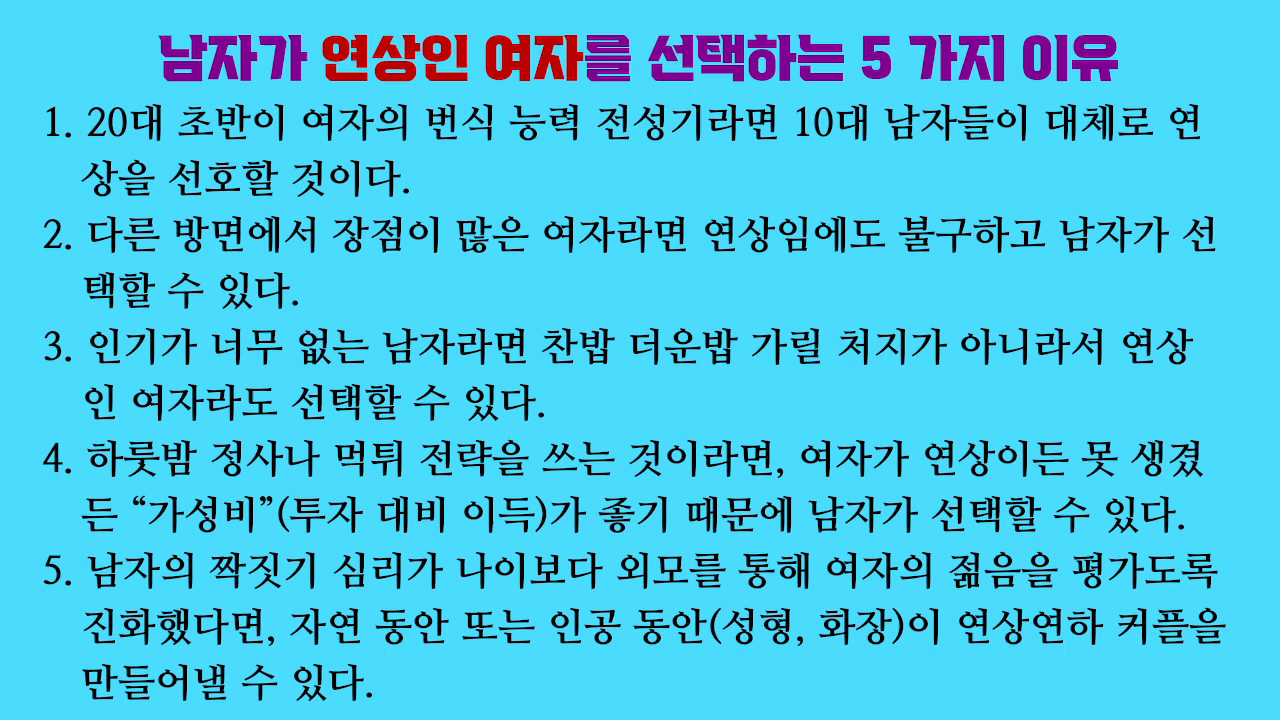 남자가 연상인 여자를 선택하는 5 가지 이유
1. 20대 초반이 여자의 번식 능력 전성기라면 10대 남자들이 대체로 연
상을 선호할 것이다.
2. 다른 방면에서 장점이 많은 여자라면 연상임에도 불구하고 남자가 선
택할 수 있다.
3. 인기가 너무 없는 남자라면 찬밥 더운밥 가릴 처지가 아니라서 연상
인 여자라도 선택할 수 있다.
4. 하룻밤 정사나 먹튀 전략을 쓰는 것이라면, 여자가 연상이든 못 생겼
든 “가성비”(투자 대비 이득)가 좋기 때문에 남자가 선택할 수 있다.
5. 남자의 짝짓기 심리가 나이보다 외모를 통해 여자의 젊음을 평가도록
진화했다면, 자연 동안 또는 인공 동안(성형, 화장)이 연상연하 커플을
만들어낼 수 있다.